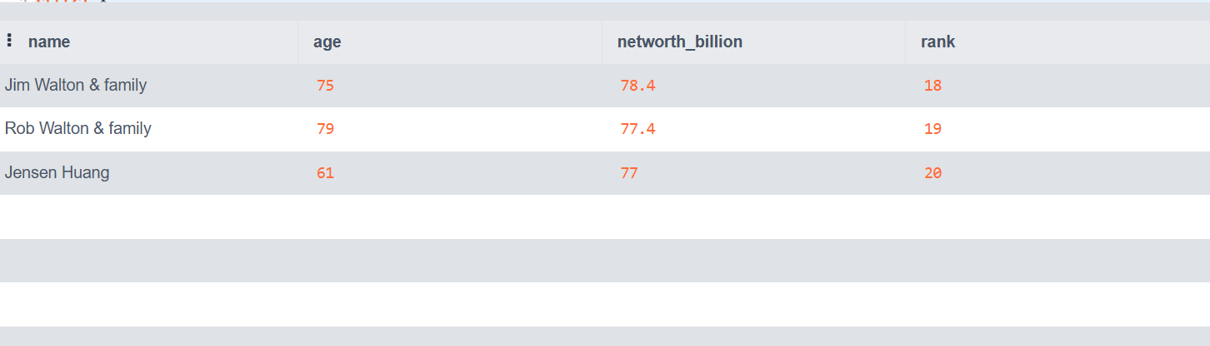 name age networth_billion rank
Jim Walton & family 75 78.4 18
Rob Walton & family 79 77.4 19
Jensen Huang 61 77 20